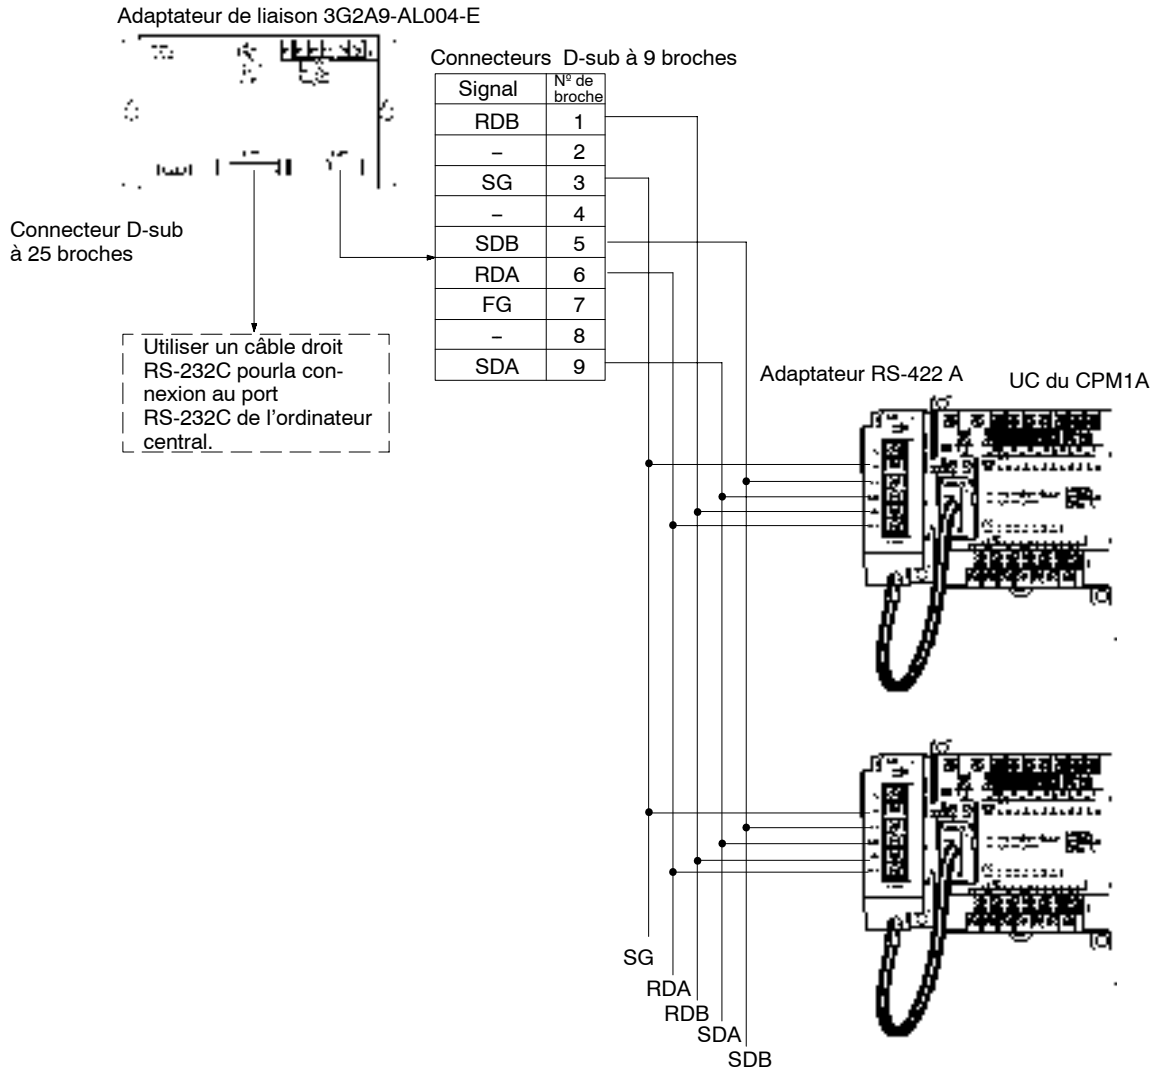 Adaptateur de liaison 3G2A9-AL004-E
Connecteurs D-sub à 9 broches
Signal
Nº de
broche
RDB 1
– 2
SG 3
– 4
SDB 5
RDA 6
FG 7
– 8
SDA 9
Connecteur D-sub
à 25 broches
Utiliser un câble droit
RS-232C pourla con-
nexion au port
RS-232C de l'ordinateur
central.
Adaptateur RS-422 A
UC du CPM1A
SG
RDA
RDB
SDA
SDB